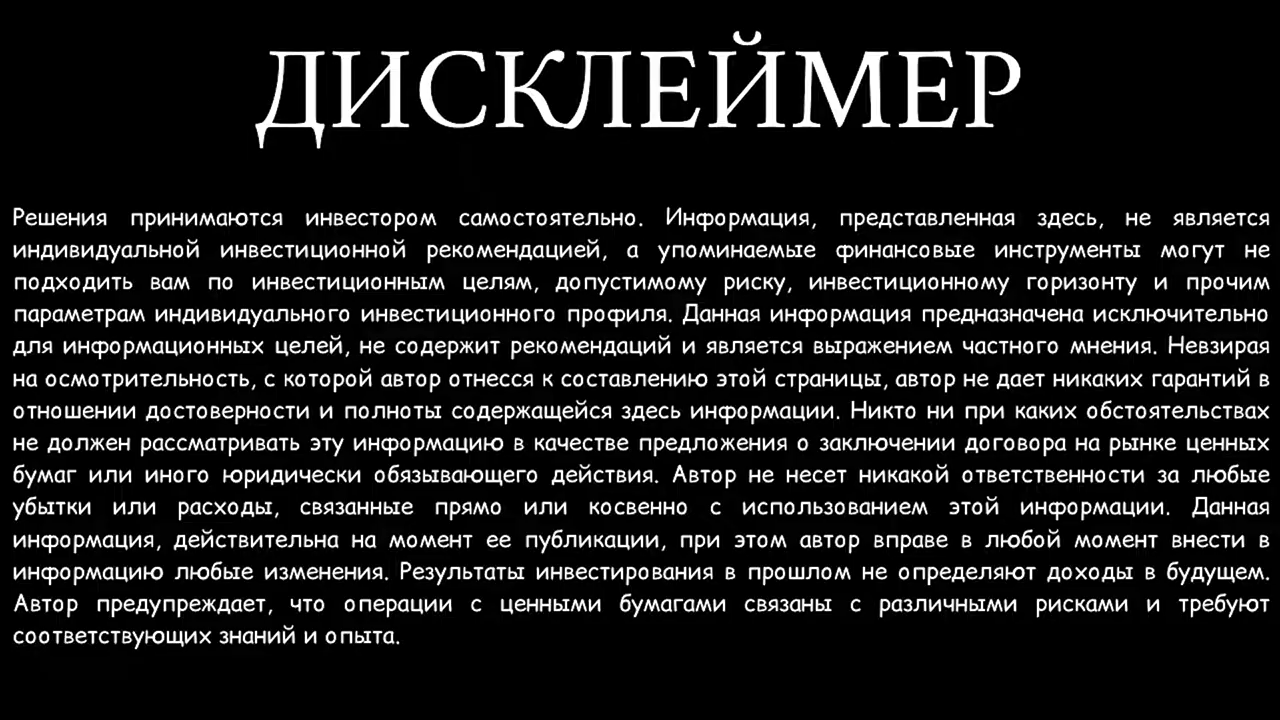 ДИСКЛЕЙМЕР
Решения принимаются инвестором самостоятельно. Информация, представленная здесь, не является
индивидуальной инвестиционной рекомендацией, а упоминаемые финансовые инструменты могут не
подходить вам по инвестиционным целям, допустимому риску, инвестиционному горизонту и прочим
параметрам индивидуального инвестиционного профиля. Данная информация предназначена исключительно
для информационных целей, не содержит рекомендаций и является выражением частного мнения. Невзирая
на осмотрительность, с которой автор отнесся к составлению этой страницы, автор не дает никаких гарантий в
отношении достоверности и полноты содержащейся здесь информации. Никто ни при каких обстоятельствах
не должен рассматривать эту информацию в качестве предложения о заключении договора на рынке ценных
бумаг или иного юридически обязывающего действия. Автор не несет никакой ответственности за любые
убытки или расходы, связанные прямо или косвенно с использованием этой информации. Данная
информация, действительна на момент ее публикации, при этом автор вправе в любой момент внести в
информацию любые изменения. Результаты инвестирования в прошлом не определяют доходы в будущем.
Автор предупреждает, что операции с ценными бумагами связаны с различными рисками и требуют
соответствующих знаний и опыта.